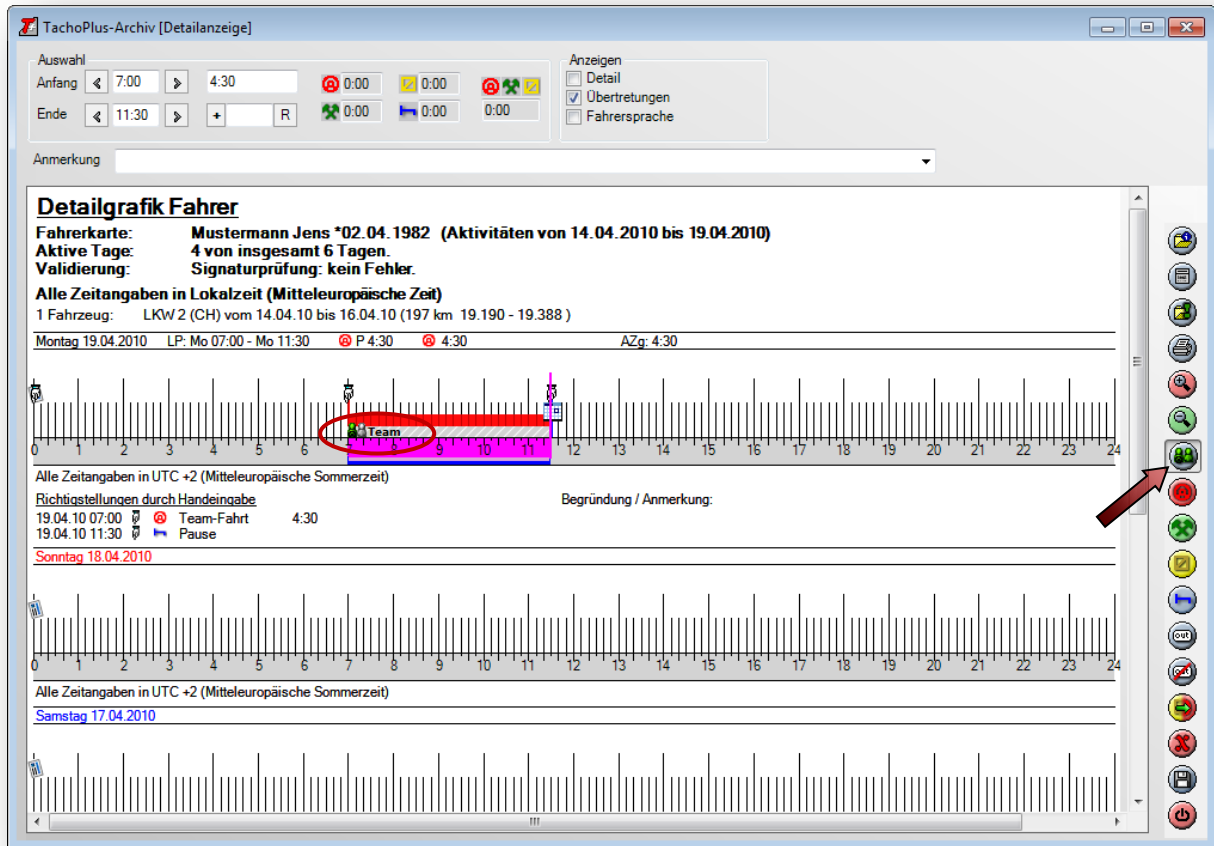 TachoPlus-Archiv [Detailanzeige]
Auswahl
Anfang 7:00 4:30 0:00 0:00
Ende 11:30 + R 0:00 0:00 0:00
Anzeigen
Detail
Übertretungen
Fahrersprache
Anmerkung
Detailgrafik Fahrer
Fahrerkarte: Mustermann Jens *02.04.1982 (Aktivitäten von 14.04.2010 bis 19.04.2010)
Aktive Tage: 4 von insgesamt 6 Tagen.
Validierung: Signaturprüfung: kein Fehler.
Alle Zeitangaben in Lokalzeit (Mitteleuropäische Zeit)
1 Fahrzeug: LKW 2 (CH) vom 14.04.10 bis 16.04.10 (197 km 19.190 - 19.388 )
Montag 19.04.2010 LP: Mo 07:00 - Mo 11:30 P 4:30 4:30 AZg: 4:30
Team
0 1 2 3 4 5 6 7 8 9 10 11 12 13 14 15 16 17 18 19 20 21 22 23 24
Alle Zeitangaben in UTC +2 (Mitteleuropäische Sommerzeit)
Richtigstellungen durch Handeingabe Begründung / Anmerkung:
19.04.10 07:00 Team-Fahrt 4:30
19.04.10 11:30 Pause
Sonntag 18.04.2010
0 1 2 3 4 5 6 7 8 9 10 11 12 13 14 15 16 17 18 19 20 21 22 23 24
Alle Zeitangaben in UTC +2 (Mitteleuropäische Sommerzeit)
Samstag 17.04.2010
out